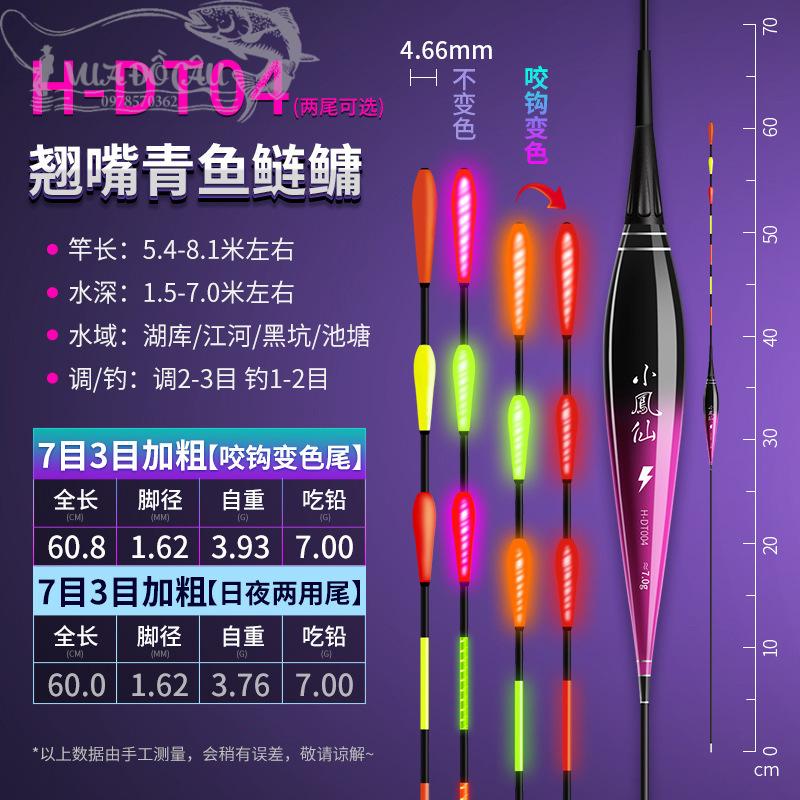 VUA ĐỒ CÂU
0978570362
H-DT04(两尾可选)
翘嘴青鱼鲢鳙
竿长：5.4-8.1米左右
水深：1.5-7.0米左右
水域：湖库/江河/黑坑/池塘
调/钓：调2-3目 钓1-2目
7目3目加粗【咬钩变色尾】
全长 脚径 自重 吃铅
(CM) (MM) (G) (G)
60.8 1.62 3.93 7.00
7目3目加粗【日夜两用尾】
全长 脚径 自重 吃铅
(CM) (MM) (G) (G)
60.0 1.62 3.76 7.00
*以上数据由手工测量，会稍有误差，敬请谅解~
4.66mm
不变色
咬钩变色
小鳳仙
H-DT004
≈7.0g
70
60
50
40
30
20
10
0
cm